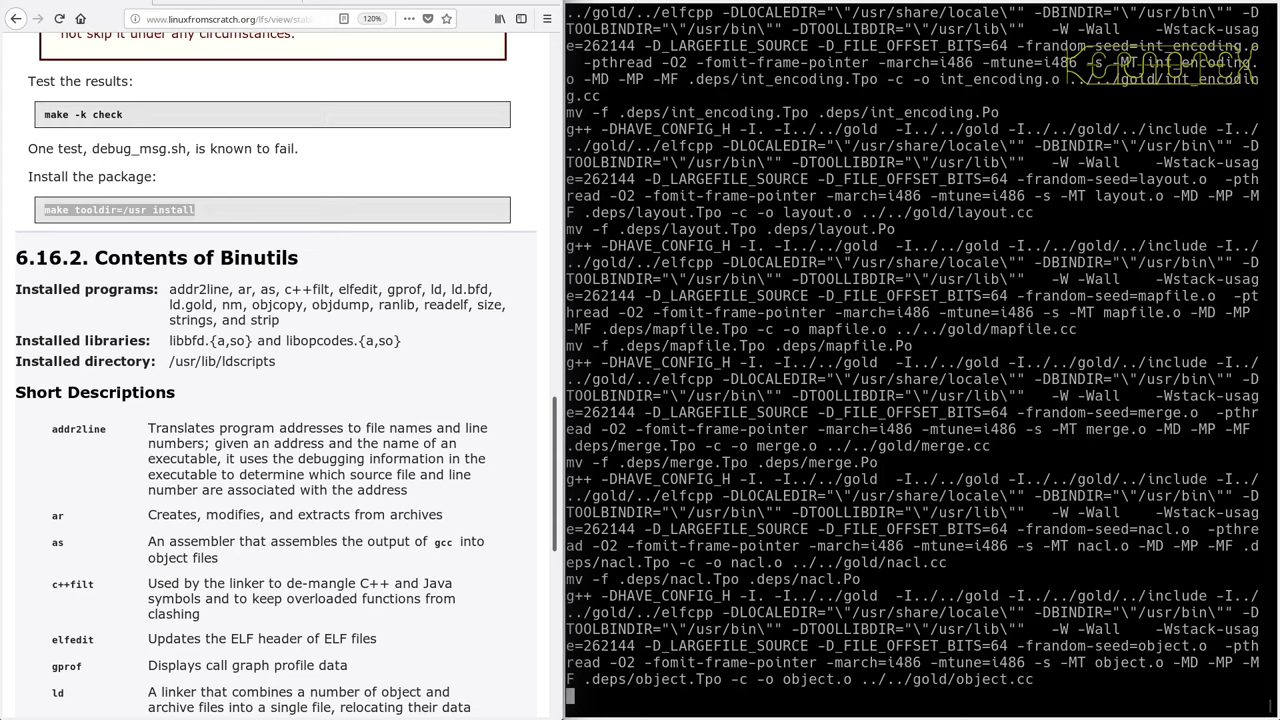 www.linuxfromscratch.org/lfs/view/stab
120%
not skip it under any circumstances.
Test the results:
make -k check
One test, debug_msg.sh, is known to fail.
Install the package:
make tooldir=/usr install
6.16.2. Contents of Binutils
Installed programs: addr2line, ar, as, c++filt, elfedit, gprof, ld, ld.bfd,
ld.gold, nm, objcopy, objdump, ranlib, readelf, size,
strings, and strip
Installed libraries: libbfd.{a,so} and libopcodes.{a,so}
Installed directory: /usr/lib/ldscripts
Short Descriptions
addr2line Translates program addresses to file names and line
numbers; given an address and the name of an
executable, it uses the debugging information in the
executable to determine which source file and line
number are associated with the address
ar Creates, modifies, and extracts from archives
as An assembler that assembles the output of gcc into
object files
c++filt Used by the linker to de-mangle C++ and Java
symbols and to keep overloaded functions from
clashing
elfedit Updates the ELF header of ELF files
gprof Displays call graph profile data
ld A linker that combines a number of object and
archive files into a single file, relocating their data
../gold/../elfcpp -DLOCALEDIR="\"/usr/share/locale\"" -DBINDIR="\"/usr/bin\"" -D
TOOLBINDIR="\"/usr/bin\"" -DTOOLLIBDIR="\"/usr/lib\"" -W -Wall -Wstack-usag
e=262144 -D_LARGEFILE_SOURCE -D_FILE_OFFSET_BITS=64 -frandom-seed=int_encoding.o
-pthread -O2 -fomit-frame-pointer -march=i486 -mtune=i486 -s -MT int_encoding.
o -MD -MP -MF .deps/int_encoding.Tpo -c -o int_encoding.o ../../gold/int_encodin
g.cc
mv -f .deps/int_encoding.Tpo .deps/int_encoding.Po
g++ -DHAVE_CONFIG_H -I. -I../../gold -I../../gold -I../../gold/../include -I../
../gold/../elfcpp -DLOCALEDIR="\"/usr/share/locale\"" -DBINDIR="\"/usr/bin\"" -D
TOOLBINDIR="\"/usr/bin\"" -DTOOLLIBDIR="\"/usr/lib\"" -W -Wall -Wstack-usag
e=262144 -D_LARGEFILE_SOURCE -D_FILE_OFFSET_BITS=64 -frandom-seed=layout.o -pth
read -O2 -fomit-frame-pointer -march=i486 -mtune=i486 -s -MT layout.o -MD -MP -M
F .deps/layout.Tpo -c -o layout.o ../../gold/layout.cc
mv -f .deps/layout.Tpo .deps/layout.Po
g++ -DHAVE_CONFIG_H -I. -I../../gold -I../../gold -I../../gold/../include -I../
../gold/../elfcpp -DLOCALEDIR="\"/usr/share/locale\"" -DBINDIR="\"/usr/bin\"" -D
TOOLBINDIR="\"/usr/bin\"" -DTOOLLIBDIR="\"/usr/lib\"" -W -Wall -Wstack-usag
e=262144 -D_LARGEFILE_SOURCE -D_FILE_OFFSET_BITS=64 -frandom-seed=mapfile.o -pt
hread -O2 -fomit-frame-pointer -march=i486 -mtune=i486 -s -MT mapfile.o -MD -MP
-MF .deps/mapfile.Tpo -c -o mapfile.o ../../gold/mapfile.cc
mv -f .deps/mapfile.Tpo .deps/mapfile.Po
g++ -DHAVE_CONFIG_H -I. -I../../gold -I../../gold -I../../gold/../include -I../
../gold/../elfcpp -DLOCALEDIR="\"/usr/share/locale\"" -DBINDIR="\"/usr/bin\"" -D
TOOLBINDIR="\"/usr/bin\"" -DTOOLLIBDIR="\"/usr/lib\"" -W -Wall -Wstack-usag
e=262144 -D_LARGEFILE_SOURCE -D_FILE_OFFSET_BITS=64 -frandom-seed=merge.o -pthr
ead -O2 -fomit-frame-pointer -march=i486 -mtune=i486 -s -MT merge.o -MD -MP -MF
.deps/merge.Tpo -c -o merge.o ../../gold/merge.cc
mv -f .deps/merge.Tpo .deps/merge.Po
g++ -DHAVE_CONFIG_H -I. -I../../gold -I../../gold -I../../gold/../include -I../
../gold/../elfcpp -DLOCALEDIR="\"/usr/share/locale\"" -DBINDIR="\"/usr/bin\"" -D
TOOLBINDIR="\"/usr/bin\"" -DTOOLLIBDIR="\"/usr/lib\"" -W -Wall -Wstack-usag
e=262144 -D_LARGEFILE_SOURCE -D_FILE_OFFSET_BITS=64 -frandom-seed=nacl.o -pthre
ad -O2 -fomit-frame-pointer -march=i486 -mtune=i486 -s -MT nacl.o -MD -MP -MF .d
eps/nacl.Tpo -c -o nacl.o ../../gold/nacl.cc
mv -f .deps/nacl.Tpo .deps/nacl.Po
g++ -DHAVE_CONFIG_H -I. -I../../gold -I../../gold -I../../gold/../include -I../
../gold/../elfcpp -DLOCALEDIR="\"/usr/share/locale\"" -DBINDIR="\"/usr/bin\"" -D
TOOLBINDIR="\"/usr/bin\"" -DTOOLLIBDIR="\"/usr/lib\"" -W -Wall -Wstack-usag
e=262144 -D_LARGEFILE_SOURCE -D_FILE_OFFSET_BITS=64 -frandom-seed=object.o -pth
read -O2 -fomit-frame-pointer -march=i486 -mtune=i486 -s -MT object.o -MD -MP -M
F .deps/object.Tpo -c -o object.o ../../gold/object.cc